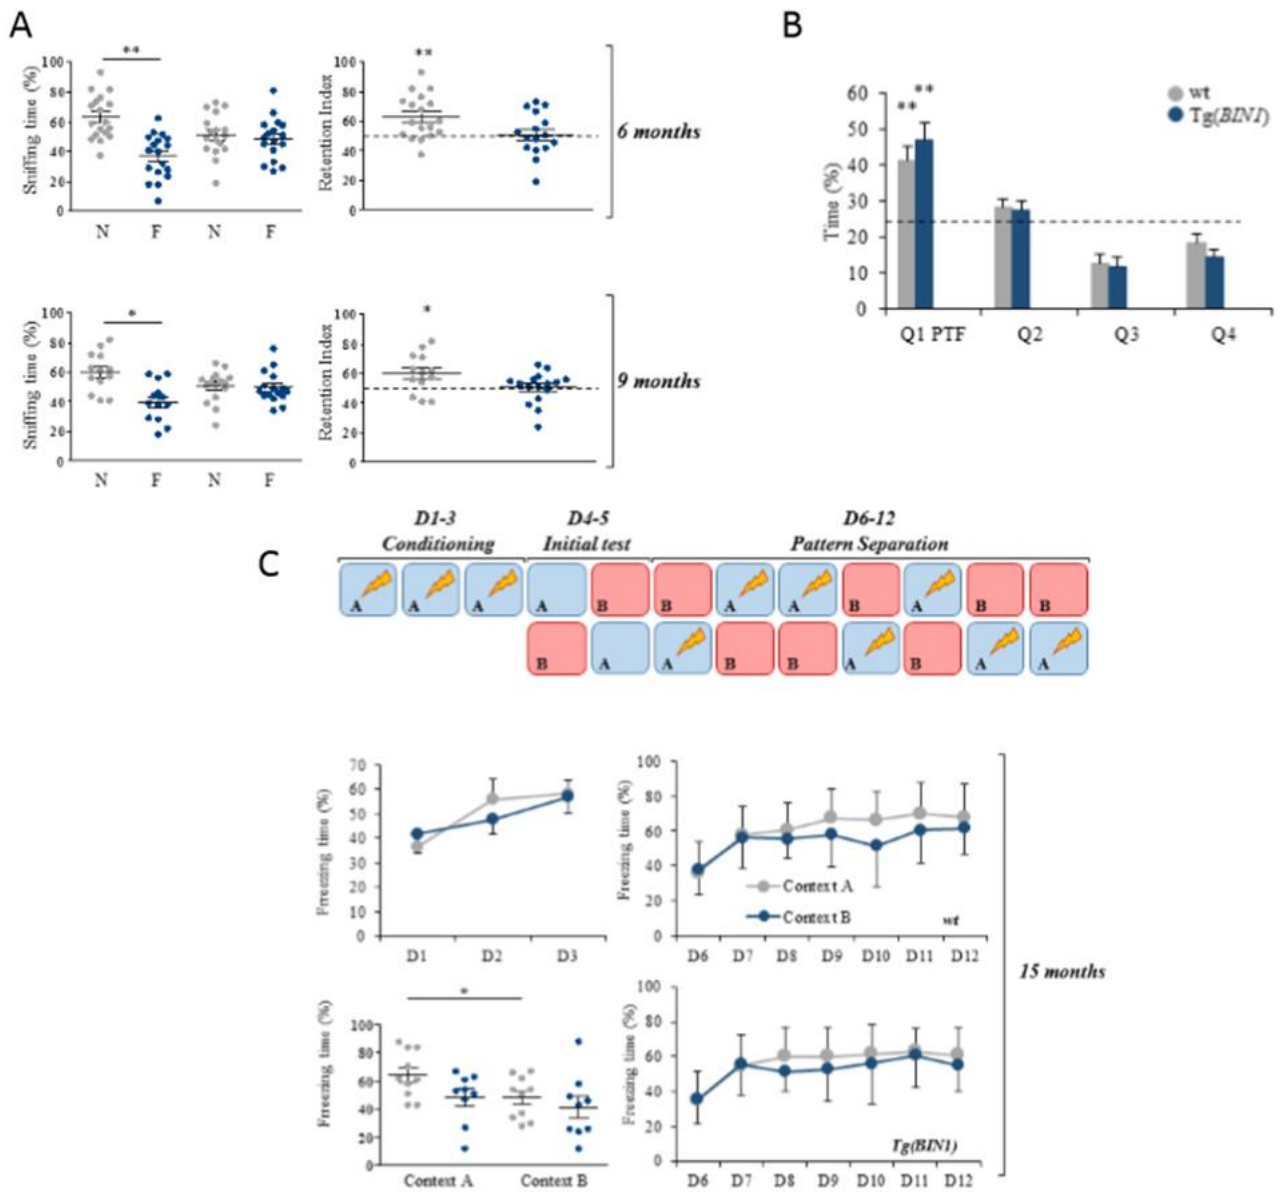 A
B
**
100
80
60
40
20
0
Sniffing time (%)
N F N F
**
100
80
60
40
20
0
Retention Index
6 months
60
50
40
30
20
10
0
Time (%)
** **
wt
Tg(BIN1)
Q1 PTF Q2 Q3 Q4
*
100
80
60
40
20
0
Sniffing time (%)
N F N F
*
100
80
60
40
20
0
Retention Index
9 months
C
D1-3 D4-5 D6-12
Conditioning Initial test Pattern Separation
A A A A B B A A B A B B
B A A B B A B A A
70
60
50
40
30
20
10
0
Freezing time (%)
D1 D2 D3
100
80
60
40
20
0
Freezing time (%)
Context A
Context B
wt
D6 D7 D8 D9 D10 D11 D12
15 months
*
100
80
60
40
20
0
Freezing time (%)
Context A Context B
100
80
60
40
20
0
Freezing time (%)
Tg(BIN1)
D6 D7 D8 D9 D10 D11 D12